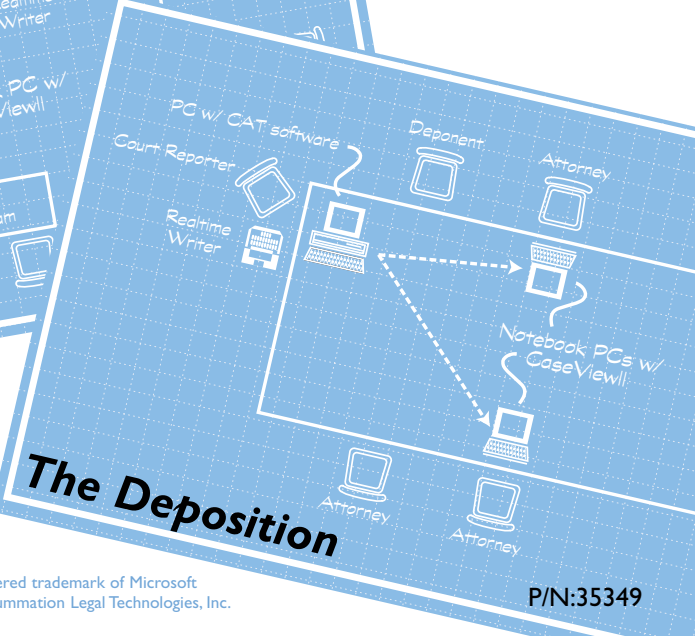 Writer
PC w/
PC w/ CAT software
Deponent
Attorney
Court Reporter
Realtime
Writer
Notebook PCs w/
CaseViewII
The Deposition
Attorney
Attorney
ered trademark of Microsoft
ummation Legal Technologies, Inc.
P/N:35349